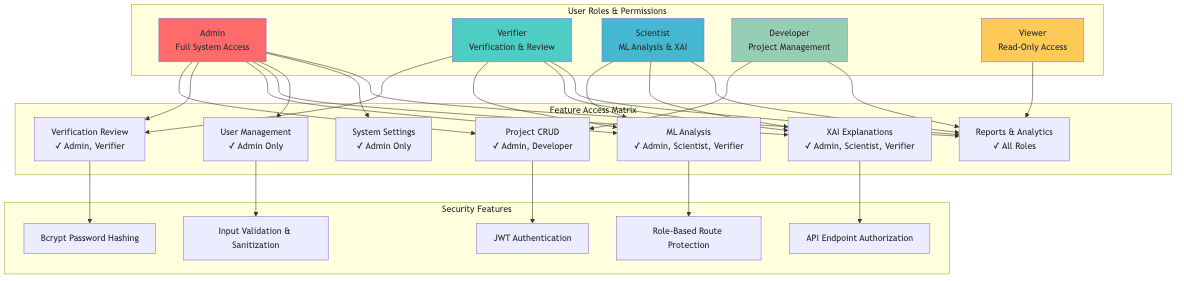 User Roles & Permissions
Admin
Full System Access
Verifier
Verification & Review
Scientist
ML Analysis & XAI
Developer
Project Management
Viewer
Read-Only Access
Feature Access Matrix
Verification Review
✓ Admin, Verifier
User Management
✓ Admin Only
System Settings
✓ Admin Only
Project CRUD
✓ Admin, Developer
ML Analysis
✓ Admin, Scientist, Verifier
XAI Explanations
✓ Admin, Scientist, Verifier
Reports & Analytics
✓ All Roles
Security Features
Bcrypt Password Hashing
Input Validation &
Sanitization
JWT Authentication
Role-Based Route
Protection
API Endpoint Authorization